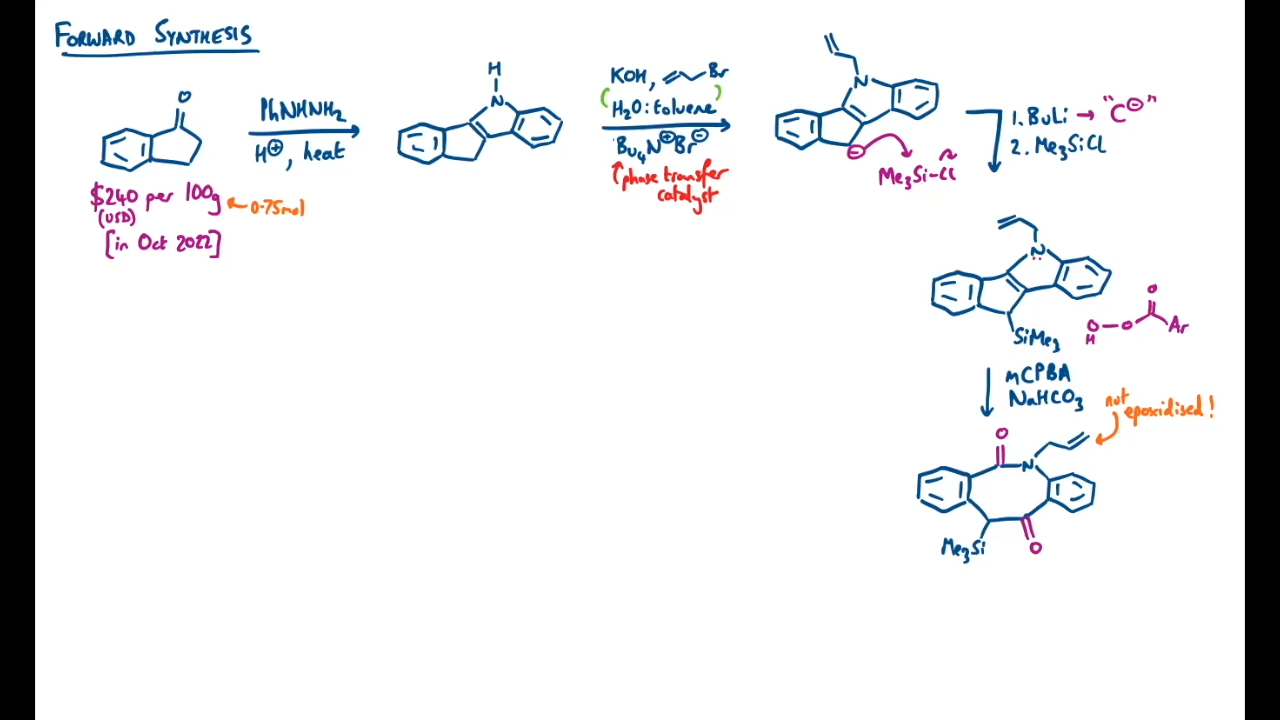 FORWARD SYNTHESIS
O
PhNHNH2
H⊕, heat
$240 per 100g
(USD)
[in Oct 2022]
0.75mol
H
N
KOH, Br
(H2O: toluene)
Bu4N⊕Br⊖
phase transfer
catalyst
N
⊖
Me3Si-Cl
1. BuLi → "C⊖"
2. Me3SiCl
N
SiMe3
O
H O O Ar
mCPBA
NaHCO3
not
epoxidised!
O
N
Me3Si
O